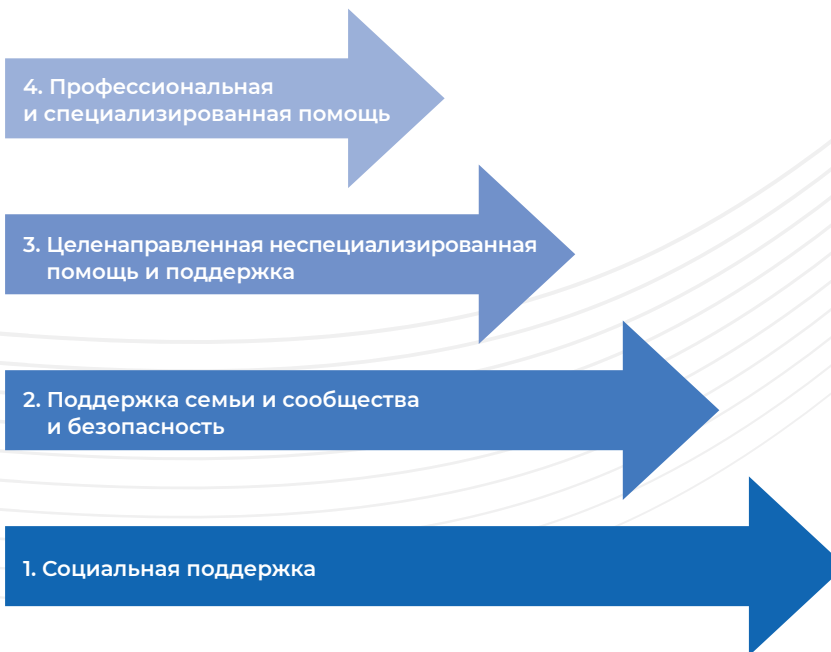 4. Профессиональная
и специализированная помощь
3. Целенаправленная неспециализированная
помощь и поддержка
2. Поддержка семьи и сообщества
и безопасность
1. Социальная поддержка